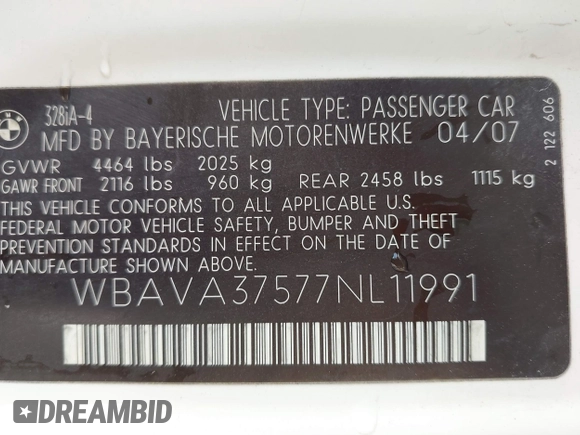 BMW
328iA-4 VEHICLE TYPE: PASSENGER CAR
MFD BY BAYERISCHE MOTORENWERKE 04/07
GVWR 4464 lbs 2025 kg
GAWR FRONT 2116 lbs 960 kg REAR 2458 lbs 1115 kg
THIS VEHICLE CONFORMS TO ALL APPLICABLE U.S.
FEDERAL MOTOR VEHICLE SAFETY, BUMPER AND THEFT
PREVENTION STANDARDS IN EFFECT ON THE DATE OF
MANUFACTURE SHOWN ABOVE.
WBAVA37577NL11991
2 122 606
DREAMBID